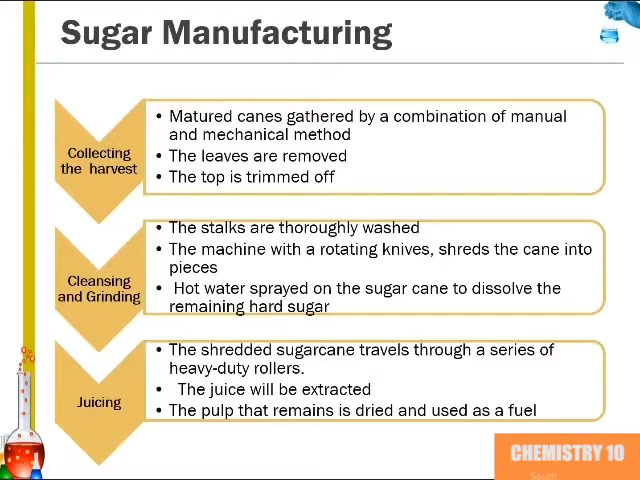 Sugar Manufacturing
Collecting
the harvest
• Matured canes gathered by a combination of manual
and mechanical method
• The leaves are removed
• The top is trimmed off
Cleansing
and Grinding
• The stalks are thoroughly washed
• The machine with a rotating knives, shreds the cane into
pieces
• Hot water sprayed on the sugar cane to dissolve the
remaining hard sugar
Juicing
• The shredded sugarcane travels through a series of
heavy-duty rollers.
• The juice will be extracted
• The pulp that remains is dried and used as a fuel
CHEMISTRY 10
South